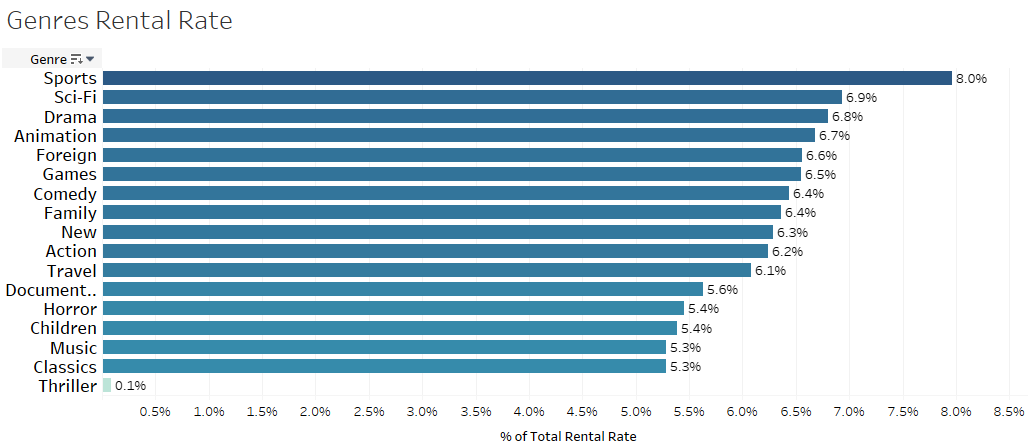 Genres Rental Rate
Genre
Sports 8.0%
Sci-Fi 6.9%
Drama 6.8%
Animation 6.7%
Foreign 6.6%
Games 6.5%
Comedy 6.4%
Family 6.4%
New 6.3%
Action 6.2%
Travel 6.1%
Document.. 5.6%
Horror 5.4%
Children 5.4%
Music 5.3%
Classics 5.3%
Thriller 0.1%
0.5% 1.0% 1.5% 2.0% 2.5% 3.0% 3.5% 4.0% 4.5% 5.0% 5.5% 6.0% 6.5% 7.0% 7.5% 8.0% 8.5%
% of Total Rental Rate